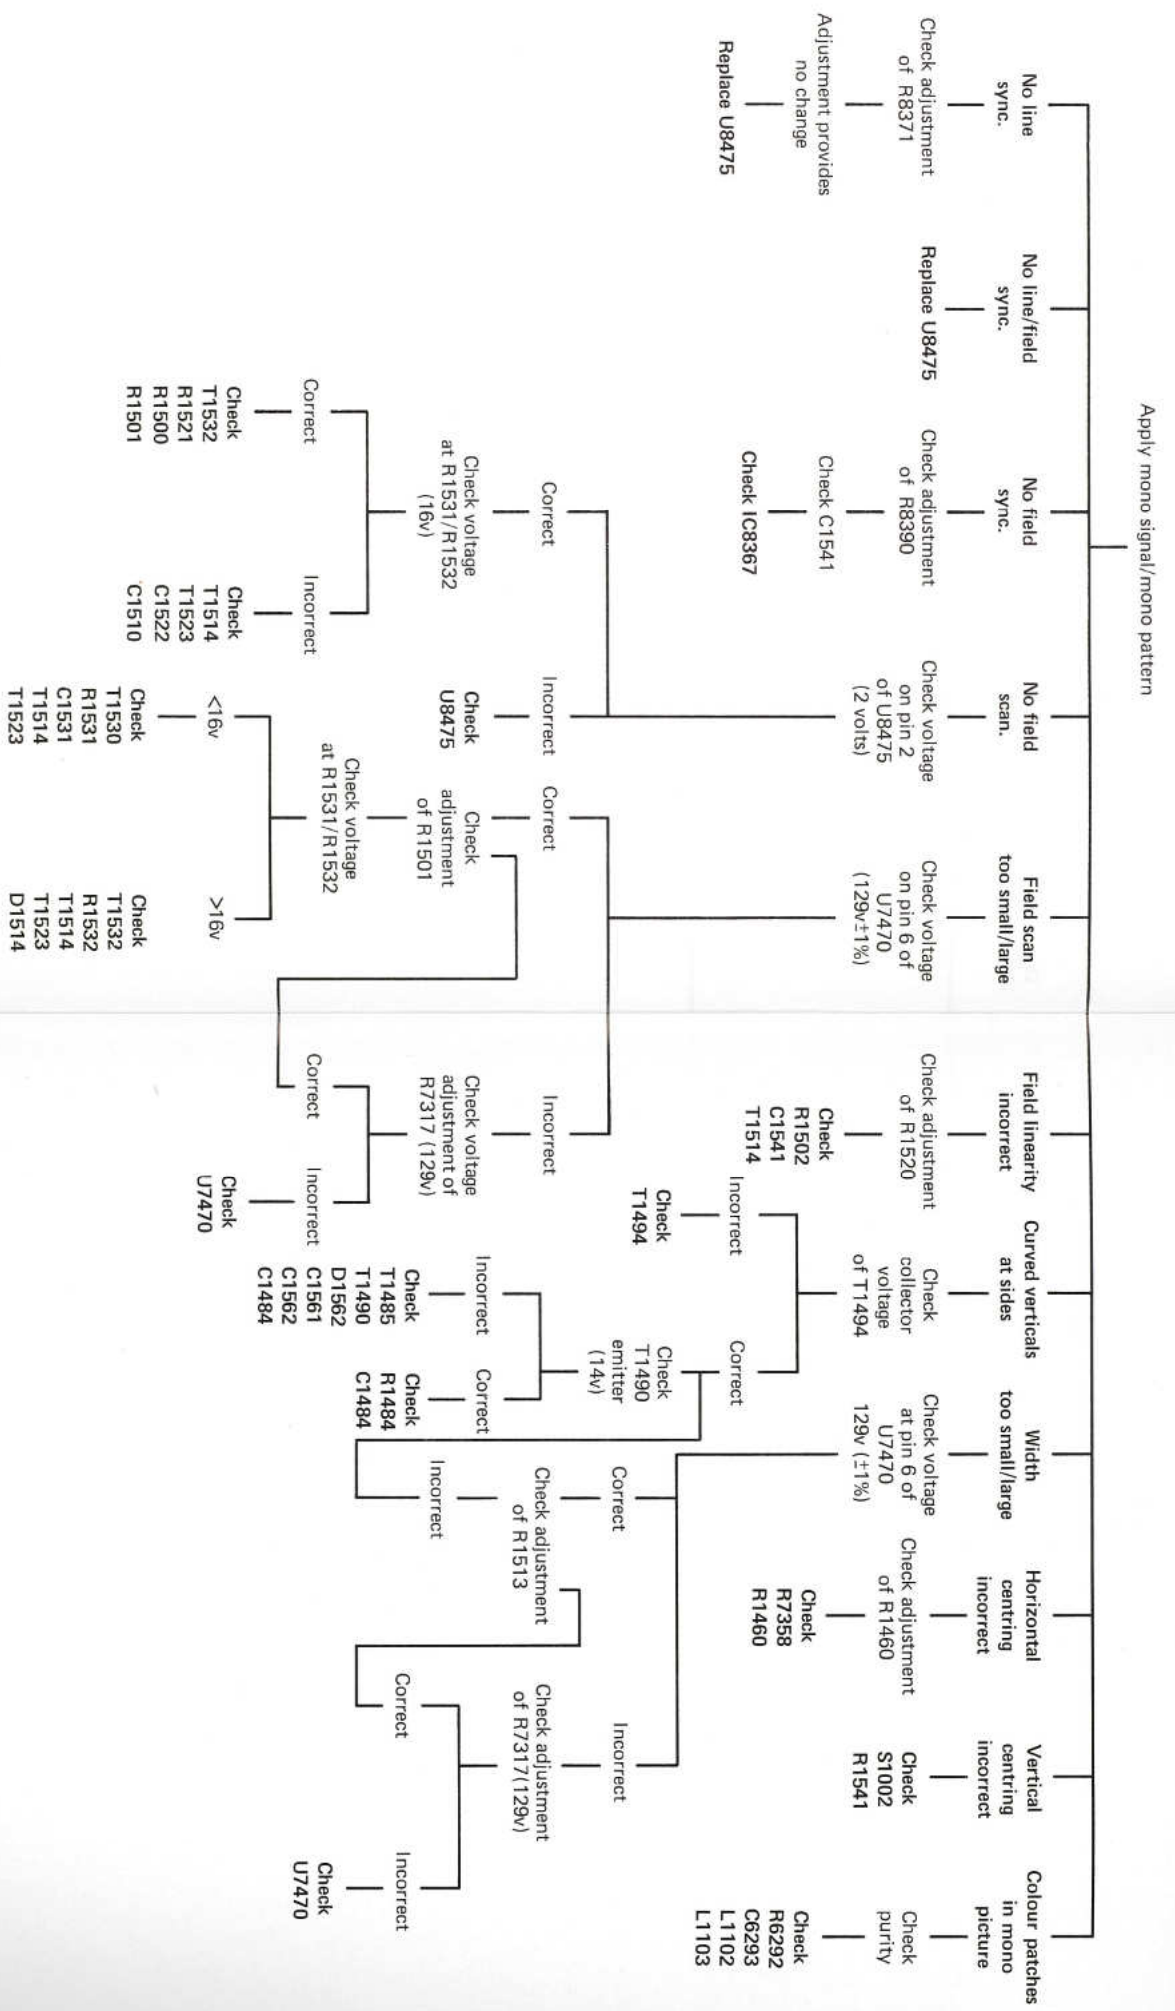 Apply mono signal/mono pattern
No line
sync.
Check adjustment
of R8371
Adjustment provides
no change
Replace U8475
No line/field
sync.
Replace U8475
No field
sync.
Check adjustment
of R8390
Check C1541
Check IC8367
No field
scan.
Check voltage
on pin 2
of U8475
(2 volts)
Correct
Check voltage
at R1531/R1532
(16v)
Correct
Check
T1532
R1521
R1500
R1501
Incorrect
Check
T1514
T1523
C1522
C1510
Incorrect
Check
U8475
Field scan
too small/large
Check voltage
on pin 6 of
U7470
(129v±1%)
Correct
Check
adjustment
of R1501
Check voltage
at R1531/R1532
<16v
Check
T1530
R1531
C1531
T1514
T1523
>16v
Check
T1532
R1532
T1514
T1523
D1514
Incorrect
Check voltage
adjustment of
R7317 (129v)
Correct
Incorrect
Check
U7470
Field linearity
incorrect
Check adjustment
of R1520
Check
R1502
C1541
T1514
Curved verticals
at sides
Check
collector
voltage
of T1494
Incorrect
Check
T1494
Correct
Check
T1490
emitter
(14v)
Incorrect
Check
T1485
T1490
D1562
C1561
C1562
C1484
Correct
Check
R1484
C1484
Width
too small/large
Check voltage
at pin 6 of
U7470
129v (±1%)
Correct
Check adjustment
of R1513
Incorrect
Incorrect
Check adjustment
of R7317(129v)
Correct
Incorrect
Check
U7470
Horizontal
centring
incorrect
Check adjustment
of R1460
Check
R7358
R1460
Vertical
centring
incorrect
Check
S1002
R1541
Colour patches
in mono
picture
Check
purity
Check
R6292
C6293
L1102
L1103